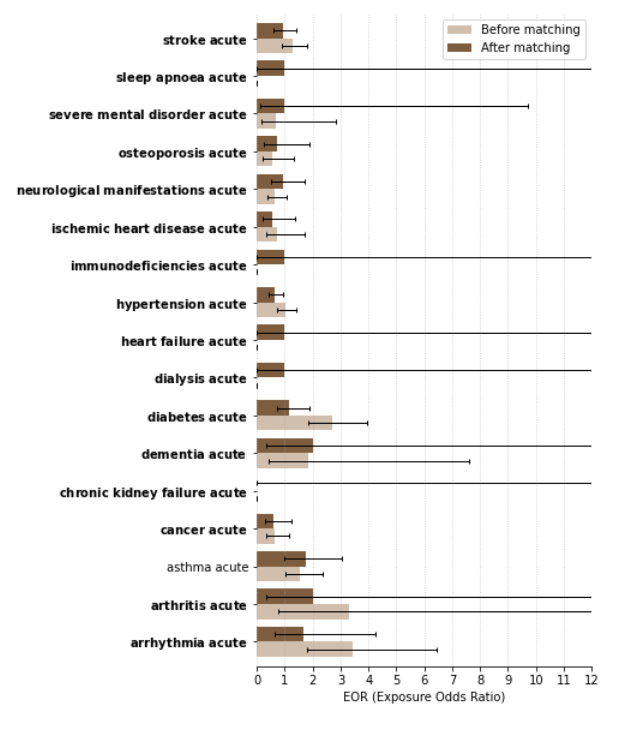 Before matching
After matching
stroke acute
sleep apnoea acute
severe mental disorder acute
osteoporosis acute
neurological manifestations acute
ischemic heart disease acute
immunodeficiencies acute
hypertension acute
heart failure acute
dialysis acute
diabetes acute
dementia acute
chronic kidney failure acute
cancer acute
asthma acute
arthritis acute
arrhythmia acute
0 1 2 3 4 5 6 7 8 9 10 11 12
EOR (Exposure Odds Ratio)